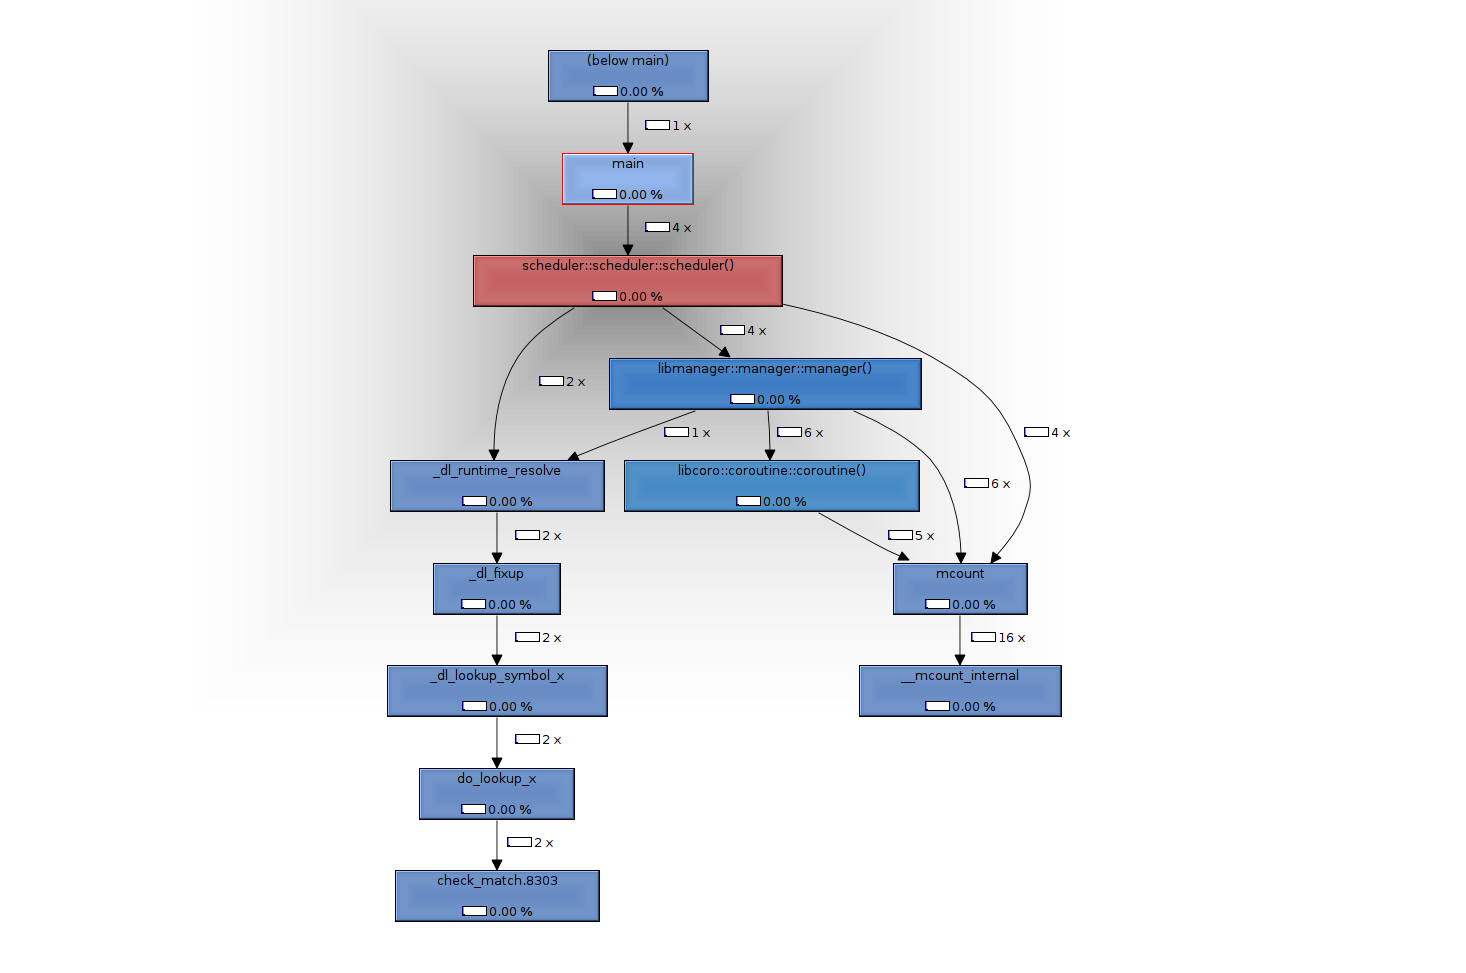 (below main)
0.00 %
1 x
main
0.00 %
4 x
scheduler::scheduler::scheduler()
0.00 %
4 x
libmanager::manager::manager()
2 x
0.00 %
1 x
6 x
4 x
_dl_runtime_resolve
libcoro::coroutine::coroutine()
6 x
0.00 %
0.00 %
2 x
5 x
_dl_fixup
mcount
0.00 %
0.00 %
2 x
16 x
_dl_lookup_symbol_x
__mcount_internal
0.00 %
0.00 %
2 x
do_lookup_x
0.00 %
2 x
check_match.8303
0.00 %